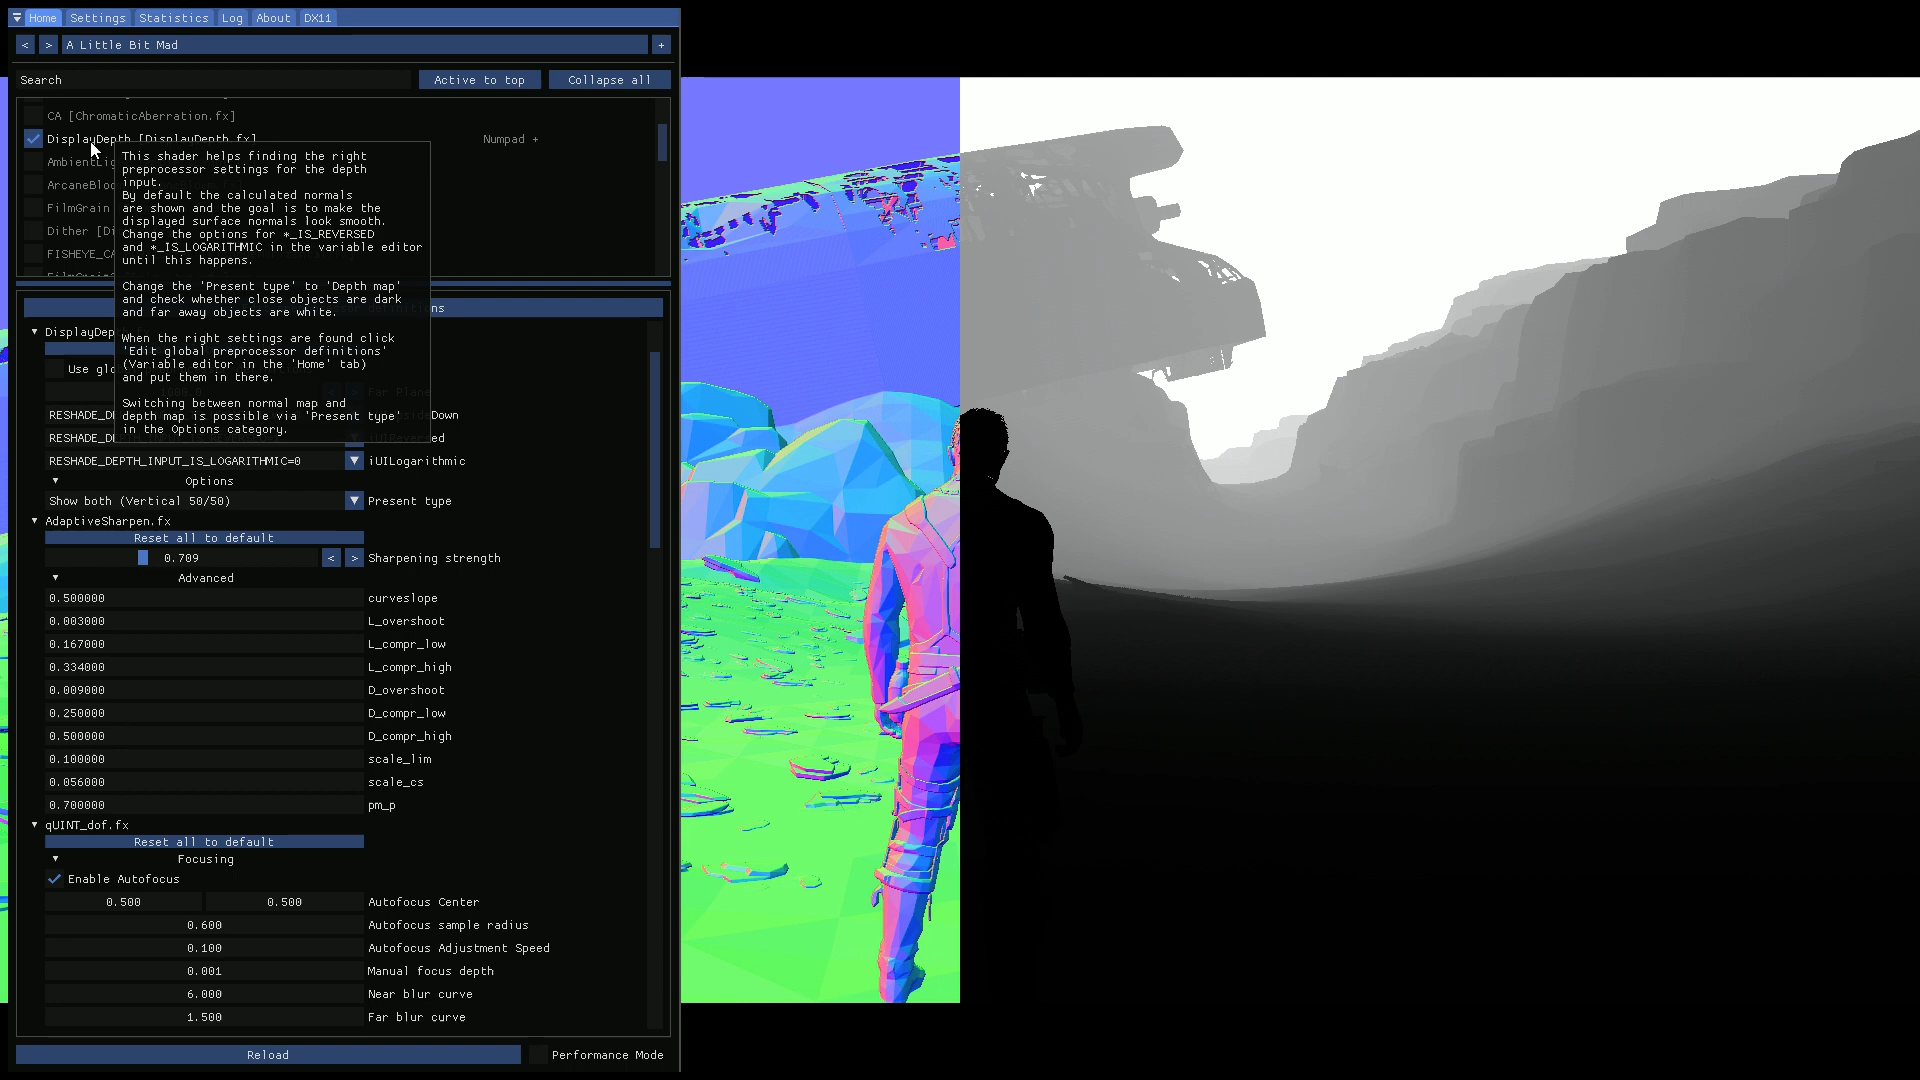 Home Settings Statistics Log About DX11
< > A Little Bit Mad +
Search Active to top Collapse all
CA [ChromaticAberration.fx]
DisplayDepth [DisplayDepth.fx] Numpad +
AmbientLi
ArcaneBlo
FilmGrain
Dither [Di
FISHEYE_CA
This shader helps finding the right
preprocessor settings for the depth
input.
By default the calculated normals
are shown and the goal is to make the
displayed surface normals look smooth.
Change the options for *_IS_REVERSED
and *_IS_LOGARITHMIC in the variable editor
until this happens.
Change the 'Present type' to 'Depth map'
and check whether close objects are dark
and far away objects are white.
When the right settings are found click
'Edit global preprocessor definitions'
(Variable editor in the 'Home' tab)
and put them in there.
Switching between normal map and
depth map is possible via 'Present type'
in the Options category.
DisplayDep
Use glo
Far Plane
RESHADE_DE Down
RESHADE_DE ed
RESHADE_DEPTH_INPUT_IS_LOGARITHMIC=0 iUILogarithmic
Options
Show both (Vertical 50/50) Present type
AdaptiveSharpen.fx
Reset all to default
0.709 < > Sharpening strength
Advanced
0.500000 curveslope
0.003000 L_overshoot
0.167000 L_compr_low
0.334000 L_compr_high
0.009000 D_overshoot
0.250000 D_compr_low
0.500000 D_compr_high
0.100000 scale_lim
0.056000 scale_cs
0.700000 pm_p
qUINT_dof.fx
Reset all to default
Focusing
Enable Autofocus
0.500 0.500 Autofocus Center
0.600 Autofocus sample radius
0.100 Autofocus Adjustment Speed
0.001 Manual focus depth
6.000 Near blur curve
1.500 Far blur curve
Reload Performance Mode